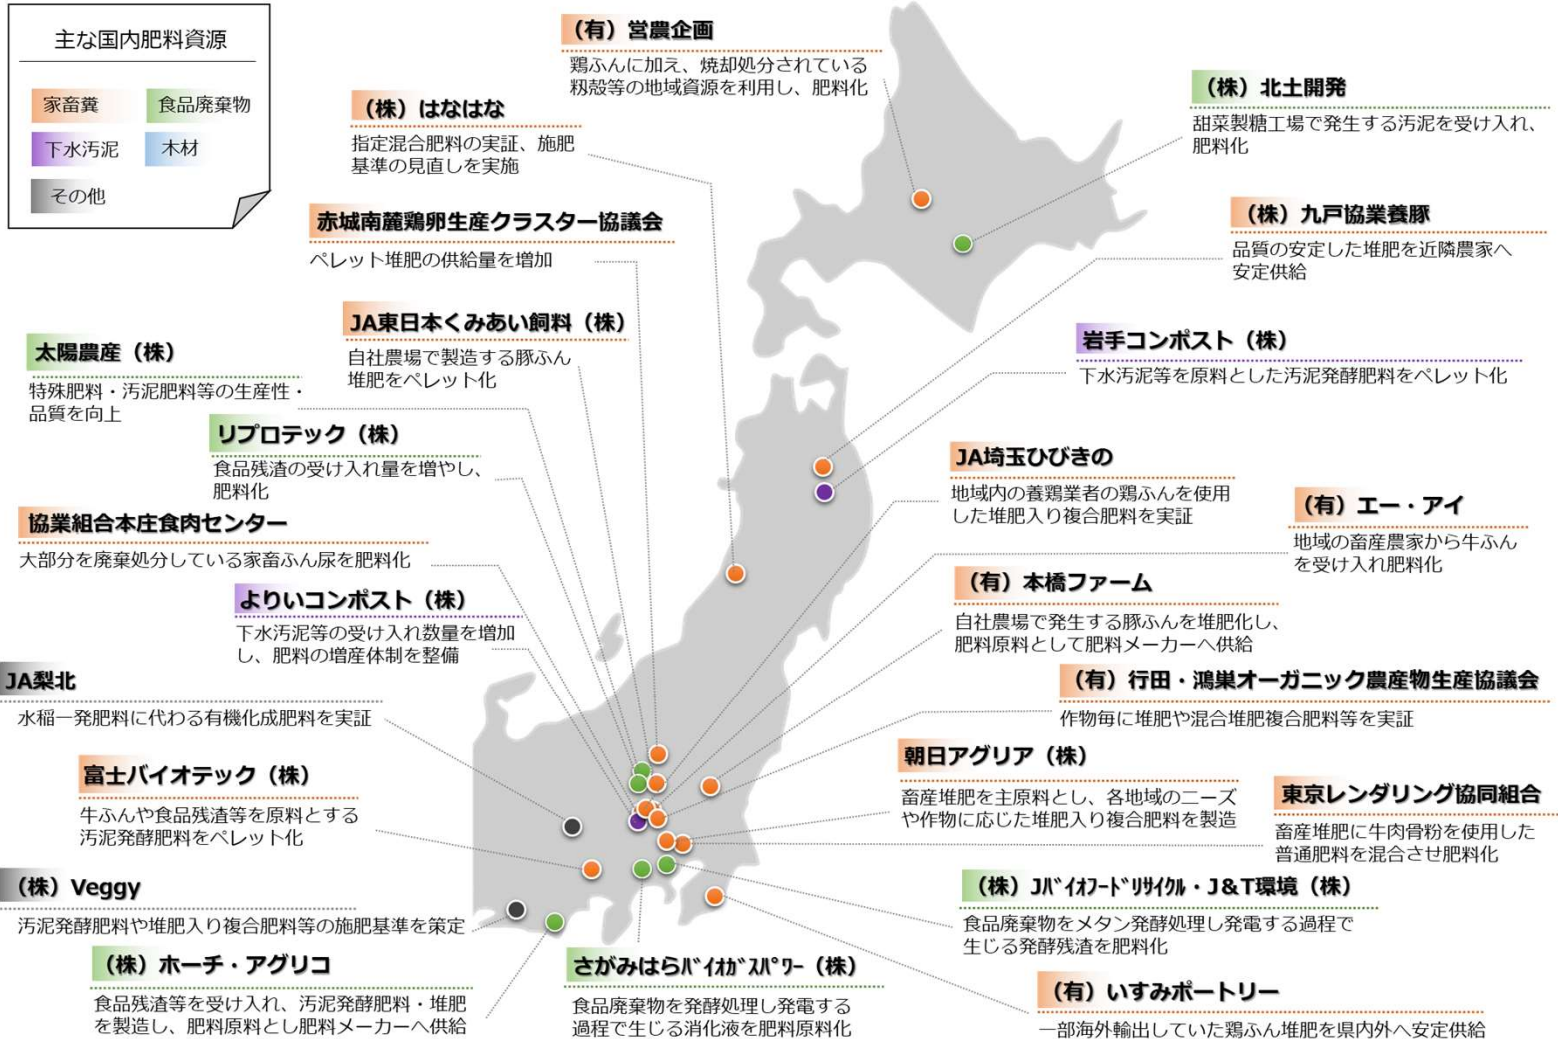 主な国内肥料資源
家畜糞
食品廃棄物
下水汚泥
木材
その他
（有）営農企画
鶏ふんに加え、焼却処分されている
籾殻等の地域資源を利用し、肥料化
（株）北土開発
甜菜製糖工場で発生する汚泥を受け入れ、
肥料化
（株）はなはな
指定混合肥料の実証、施肥
基準の見直しを実施
赤城南麓鶏卵生産クラスター協議会
ペレット堆肥の供給量を増加
（株）九戸協業養豚
品質の安定した堆肥を近隣農家へ
安定供給
JA東日本くみあい飼料（株）
自社農場で製造する豚ふん
堆肥をペレット化
太陽農産（株）
特殊肥料・汚泥肥料等の生産性・
品質を向上
岩手コンポスト（株）
下水汚泥等を原料とした汚泥発酵肥料をペレット化
リプロテック（株）
食品残渣の受け入れ量を増やし、
肥料化
JA埼玉ひびきの
地域内の養鶏業者の鶏ふんを使用
した堆肥入り複合肥料を実証
協業組合本庄食肉センター
大部分を廃棄処分している家畜ふん尿を肥料化
（有）エー・アイ
地域の畜産農家から牛ふん
を受け入れ肥料化
よりいコンポスト（株）
下水汚泥等の受け入れ数量を増加
し、肥料の増産体制を整備
（有）本橋ファーム
自社農場で発生する豚ふんを堆肥化し、
肥料原料として肥料メーカーへ供給
JA梨北
水稲一発肥料に代わる有機化成肥料を実証
（有）行田・鴻巣オーガニック農産物生産協議会
作物毎に堆肥や混合堆肥複合肥料等を実証
富士バイオテック（株）
牛ふんや食品残渣等を原料とする
汚泥発酵肥料をペレット化
朝日アグリア（株）
畜産堆肥を主原料とし、各地域のニーズ
や作物に応じた堆肥入り複合肥料を製造
東京レンダリング協同組合
畜産堆肥に牛肉骨粉を使用した
普通肥料を混合させ肥料化
（株）Veggy
汚泥発酵肥料や堆肥入り複合肥料等の施肥基準を策定
（株）Jﾊﾞｲｵﾌｰﾄﾞﾘｻｲｸﾙ・J&T環境（株）
食品廃棄物をメタン発酵処理し発電する過程で
生じる発酵残渣を肥料化
（株）ホーチ・アグリコ
食品残渣等を受け入れ、汚泥発酵肥料・堆肥
を製造し、肥料原料とし肥料メーカーへ供給
さがみはらﾊﾞｲｵｶﾞｽﾊﾟﾜｰ（株）
食品廃棄物を発酵処理し発電する
過程で生じる消化液を肥料原料化
（有）いすみポートリー
一部海外輸出していた鶏ふん堆肥を県内外へ安定供給